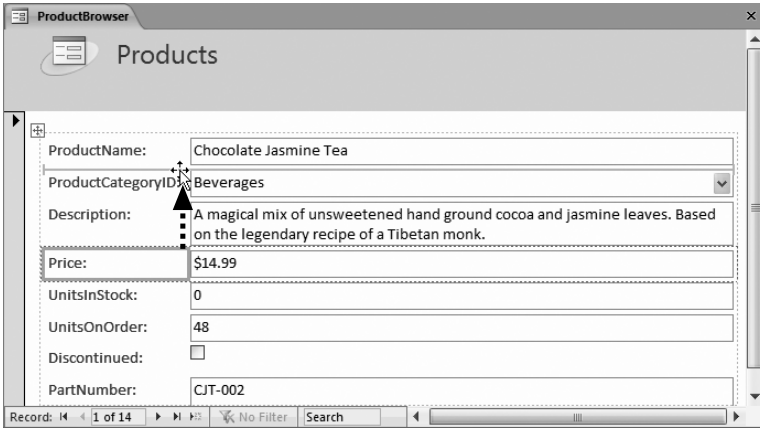 ProductBrowser
Products
ProductName: Chocolate Jasmine Tea
ProductCategoryID: Beverages
Description: A magical mix of unsweetened hand ground cocoa and jasmine leaves. Based
on the legendary recipe of a Tibetan monk.
Price: $14.99
UnitsInStock: 0
UnitsOnOrder: 48
Discontinued:
PartNumber: CJT-002
Record: 1 of 14 No Filter Search